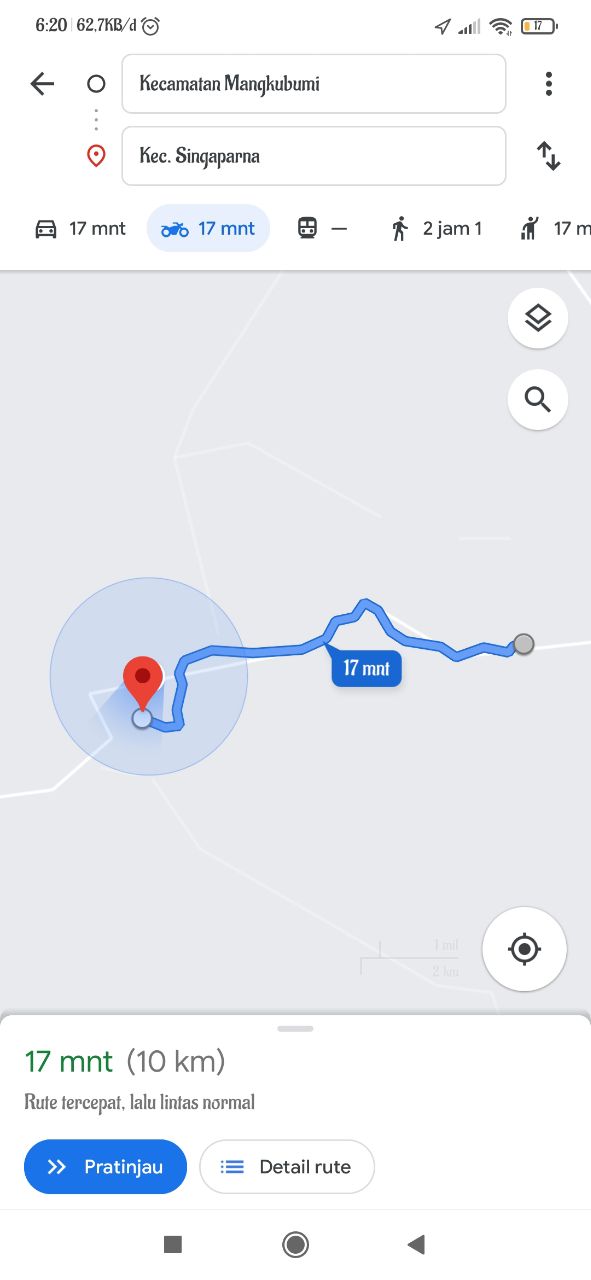 6:20 62,7KB/d
17
Kecamatan Mangkubumi
Kec. Singaparna
17 mnt 17 mnt — 2 jam 1 17 m
17 mnt
1 mil
2 km
17 mnt (10 km)
Rute tercepat, lalu lintas normal
Pratinjau Detail rute